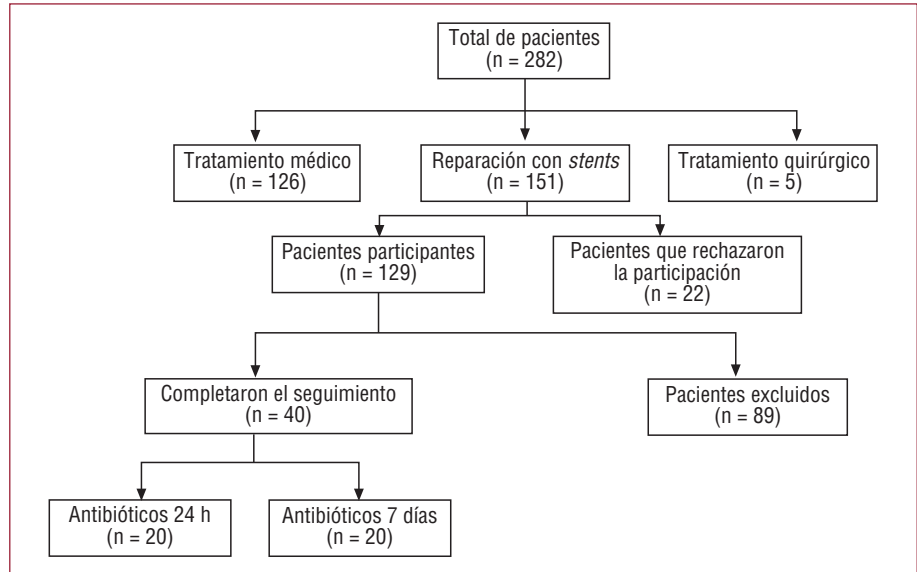 Total de pacientes
(n = 282)
Tratamiento médico
(n = 126)
Reparación con stents
(n = 151)
Tratamiento quirúrgico
(n = 5)
Pacientes participantes
(n = 129)
Pacientes que rechazaron
la participación
(n = 22)
Completaron el seguimiento
(n = 40)
Pacientes excluidos
(n = 89)
Antibióticos 24 h
(n = 20)
Antibióticos 7 días
(n = 20)